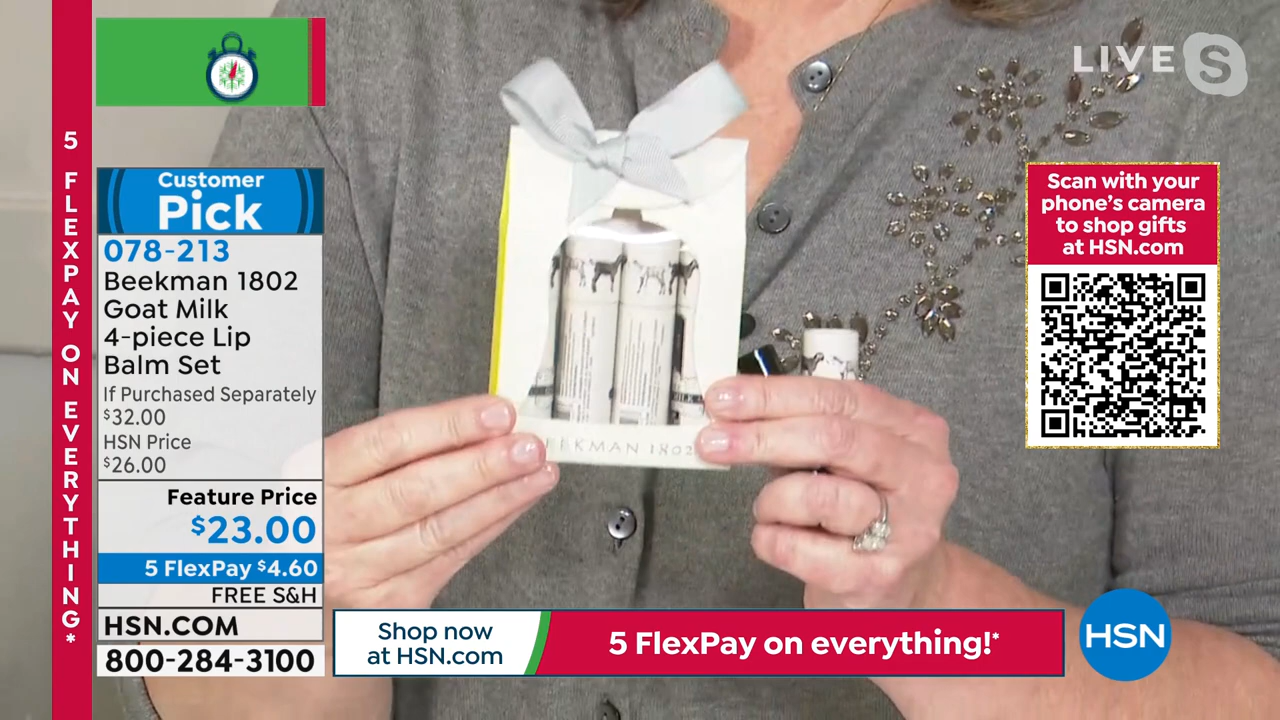 5 FLEXPAY ON EVERYTHING*
Customer
Pick
078-213
Beekman 1802
Goat Milk
4-piece Lip
Balm Set
If Purchased Separately
$32.00
HSN Price
$26.00
Feature Price
$23.00
5 FlexPay $4.60
FREE S&H
HSN.COM
800-284-3100
LIVE S
Scan with your
phone's camera
to shop gifts
at HSN.com
BEEKMAN 1802
Shop now
at HSN.com
5 FlexPay on everything!*
HSN